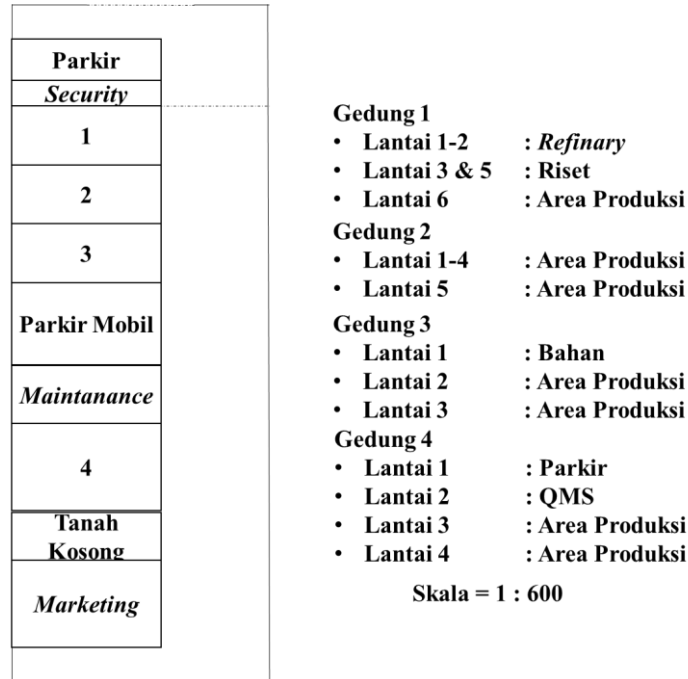 Parkir
Security
1
2
3
Parkir Mobil
Maintanance
4
Tanah
Kosong
Marketing
Gedung 1
• Lantai 1-2 : Refinary
• Lantai 3 & 5 : Riset
• Lantai 6 : Area Produksi
Gedung 2
• Lantai 1-4 : Area Produksi
• Lantai 5 : Area Produksi
Gedung 3
• Lantai 1 : Bahan
• Lantai 2 : Area Produksi
• Lantai 3 : Area Produksi
Gedung 4
• Lantai 1 : Parkir
• Lantai 2 : QMS
• Lantai 3 : Area Produksi
• Lantai 4 : Area Produksi
Skala = 1 : 600